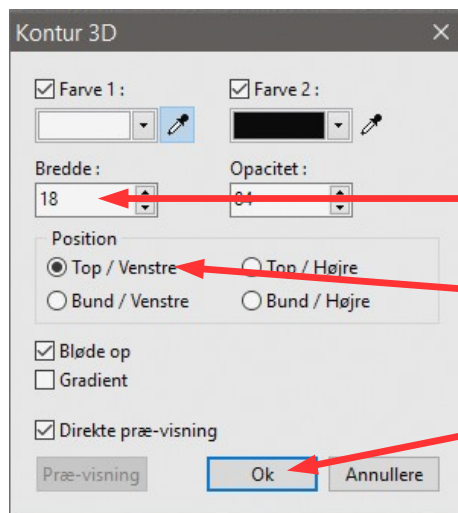 Kontur 3D
Farve 1 : Farve 2 :
Bredde : Opacitet :
18 64
Position
Top / Venstre Top / Højre
Bund / Venstre Bund / Højre
Bløde op
Gradient
Direkte præ-visning
Præ-visning Ok Annullere